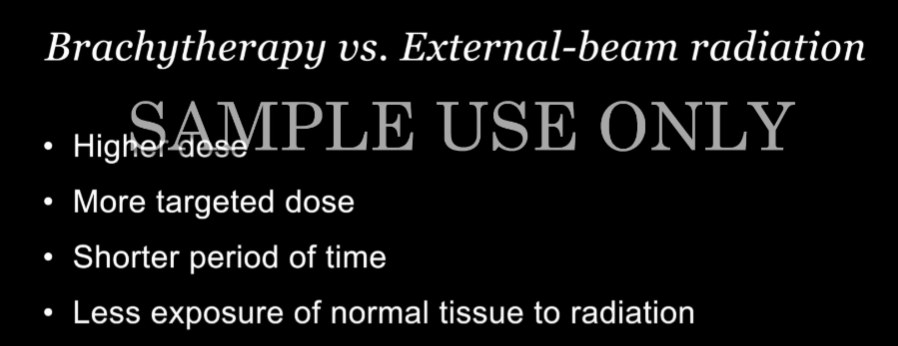 Brachytherapy vs. External-beam radiation
SAMPLE USE ONLY
• Higher dose
• More targeted dose
• Shorter period of time
• Less exposure of normal tissue to radiation